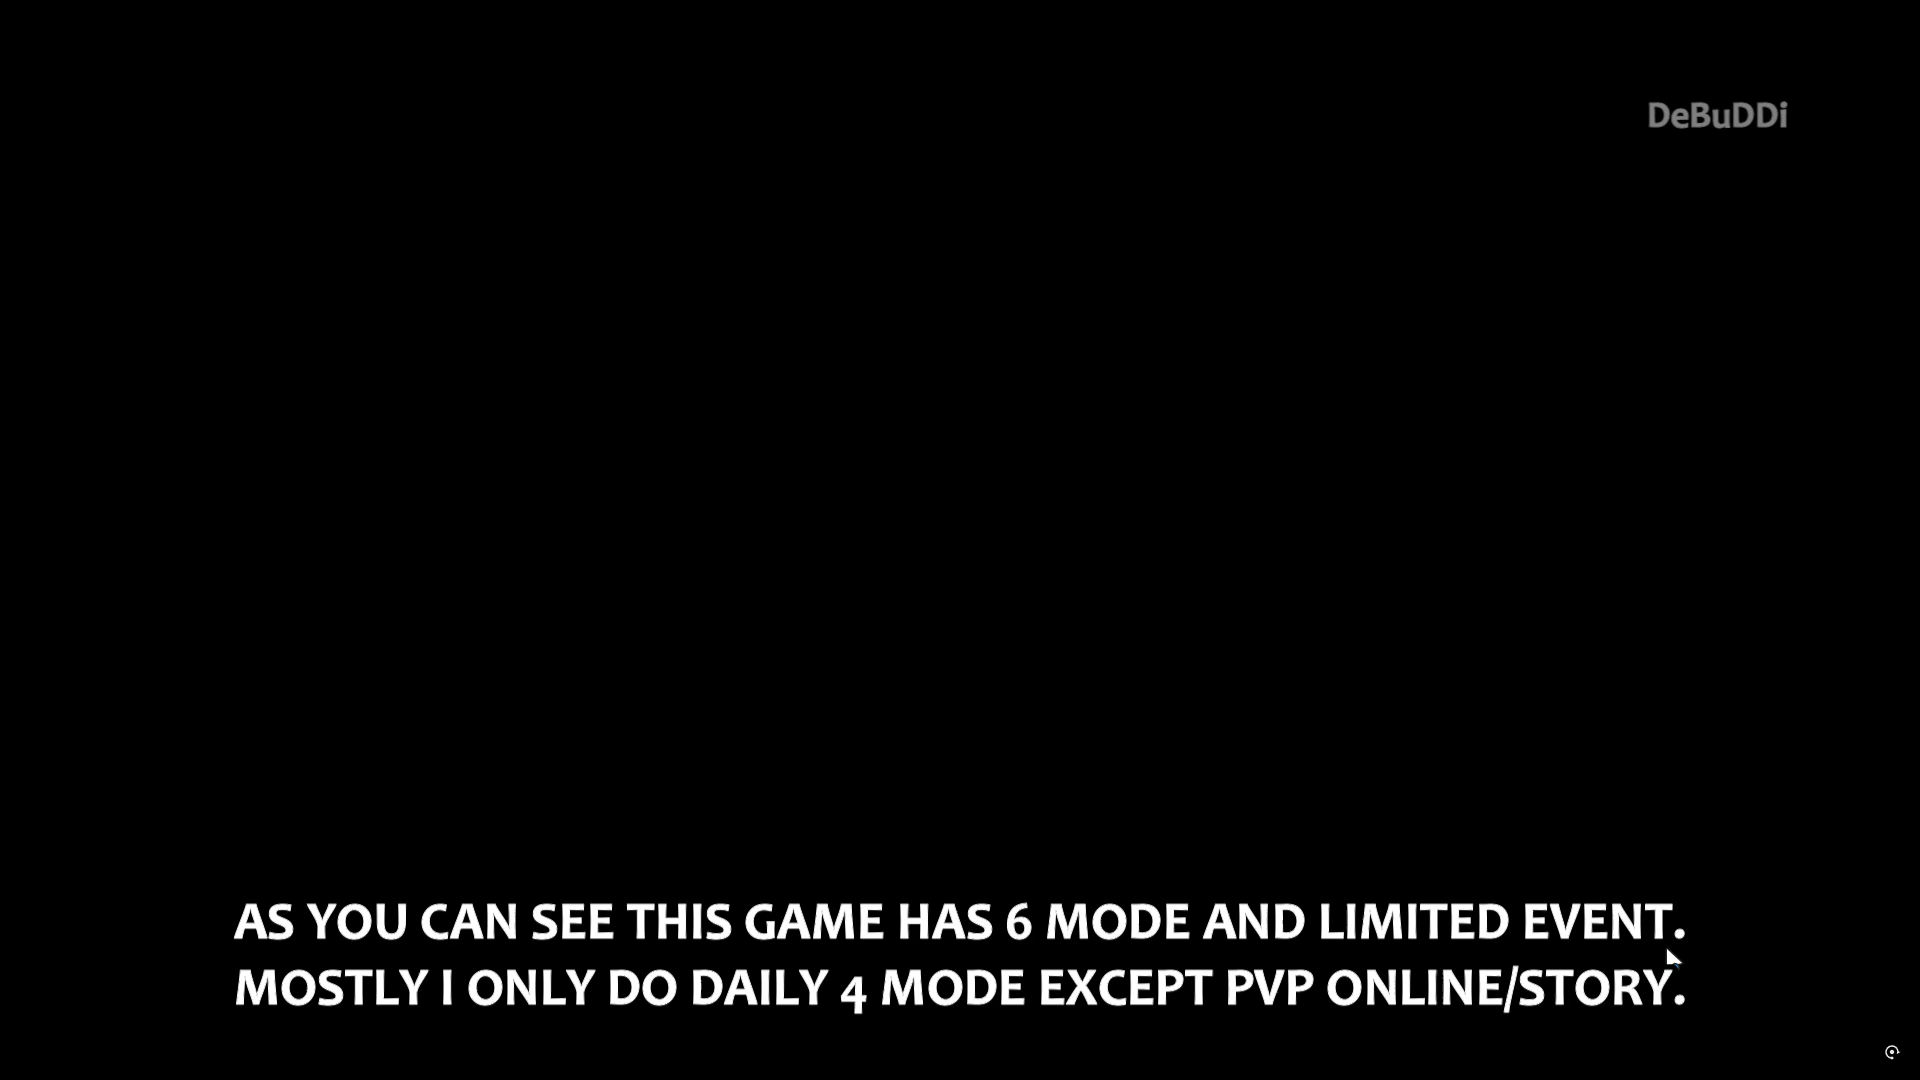 DeBuDDi
AS YOU CAN SEE THIS GAME HAS 6 MODE AND LIMITED EVENT.
MOSTLY I ONLY DO DAILY 4 MODE EXCEPT PVP ONLINE/STORY.